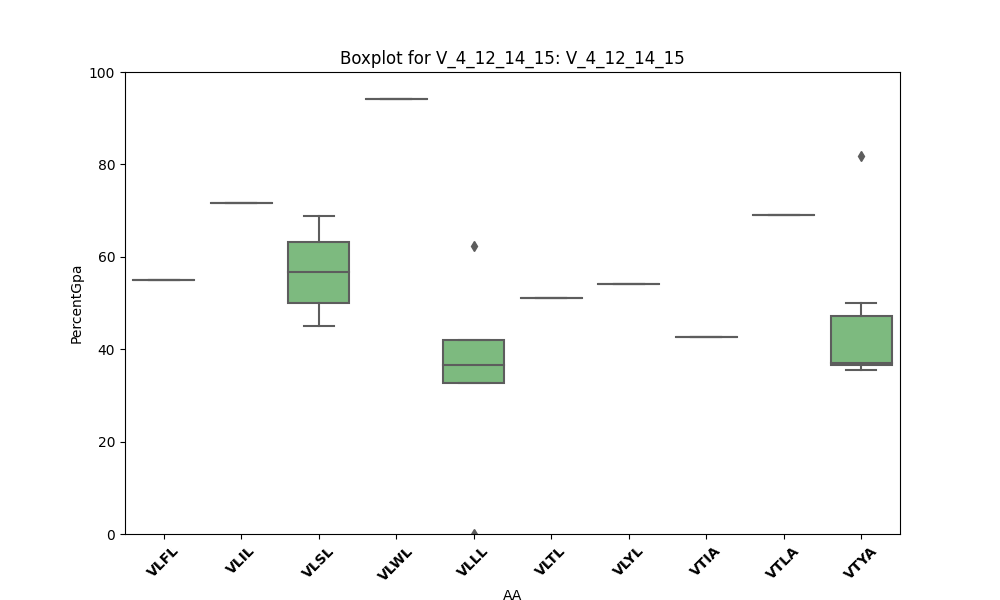 Boxplot for V_4_12_14_15: V_4_12_14_15
PercentGpa
100
80
60
40
20
0
VLFL
VLIL
VLSL
VLWL
VLLL
VLTL
VLYL
VTIA
VTLA
VTYA
AA